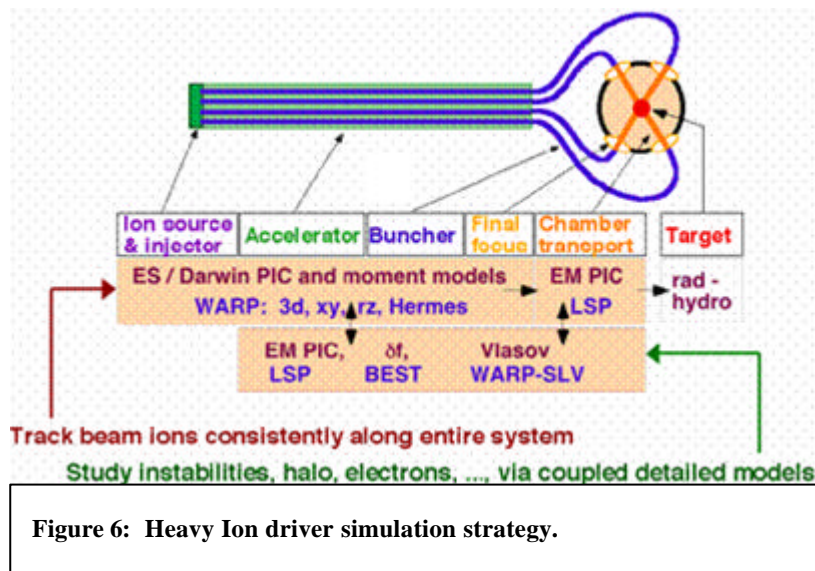 Ion source
& injector
Accelerator
Buncher
Final
focus
Chamber
transport
Target
ES / Darwin PIC and moment models
WARP: 3d, xy, rz, Hermes
EM PIC
LSP
rad -
hydro
EM PIC, δf, Vlasov
LSP BEST WARP-SLV
Track beam ions consistently along entire system
Study instabilities, halo, electrons, ..., via coupled detailed models
Figure 6: Heavy Ion driver simulation strategy.